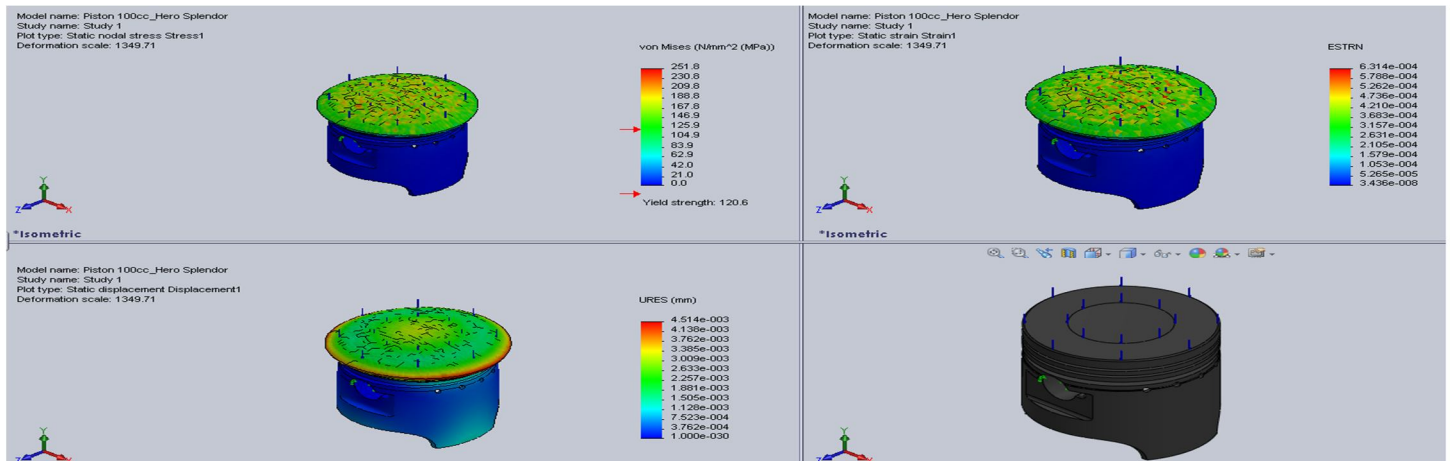 Model name: Piston 100cc_Hero Splendor
Study name: Study 1
Plot type: Static nodal stress Stress1
Deformation scale: 1349.71
von Mises (N/mm^2 (MPa))
251.8
230.8
209.8
188.8
167.8
146.9
125.9
104.9
83.9
62.9
42.0
21.0
0.0
Yield strength: 120.6
Y
Z
X
*Isometric
Model name: Piston 100cc_Hero Splendor
Study name: Study 1
Plot type: Static strain Strain1
Deformation scale: 1349.71
ESTRN
6.314e-004
5.788e-004
5.262e-004
4.736e-004
4.210e-004
3.683e-004
3.157e-004
2.631e-004
2.105e-004
1.579e-004
1.053e-004
5.265e-005
3.436e-008
Y
Z
X
*Isometric
Model name: Piston 100cc_Hero Splendor
Study name: Study 1
Plot type: Static displacement Displacement1
Deformation scale: 1349.71
URES (mm)
4.514e-003
4.138e-003
3.762e-003
3.385e-003
3.009e-003
2.633e-003
2.257e-003
1.881e-003
1.505e-003
1.128e-003
7.523e-004
3.762e-004
1.000e-030
Y
Z
X
Y
Z
X